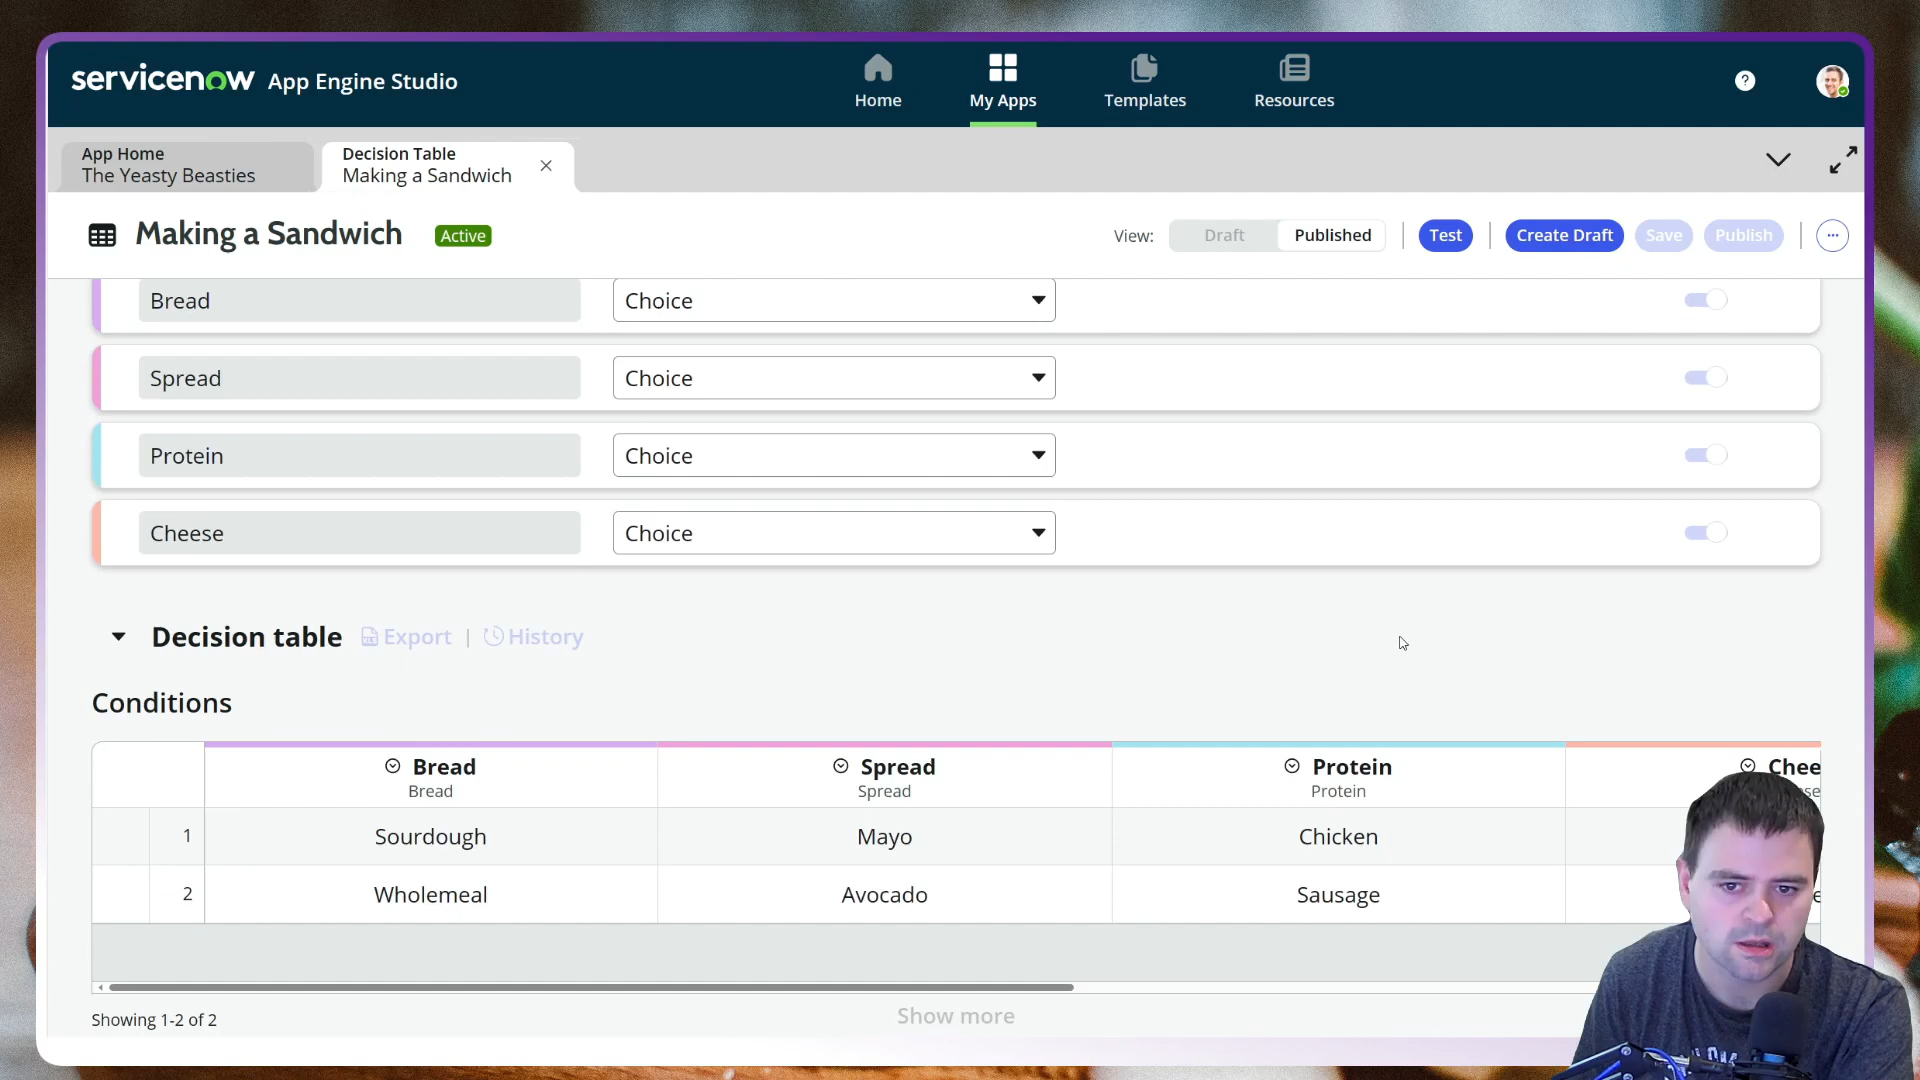 servicenow App Engine Studio
Home
My Apps
Templates
Resources
?
App Home
The Yeasty Beasties
Decision Table
Making a Sandwich
Making a Sandwich
Active
View:
Draft
Published
Test
Create Draft
Save
Publish
Bread
Choice
Spread
Choice
Protein
Choice
Cheese
Choice
Decision table
Export | History
Conditions
Bread
Bread
Spread
Spread
Protein
Protein
Chee
1 Sourdough Mayo Chicken
2 Wholemeal Avocado Sausage
Showing 1-2 of 2
Show more